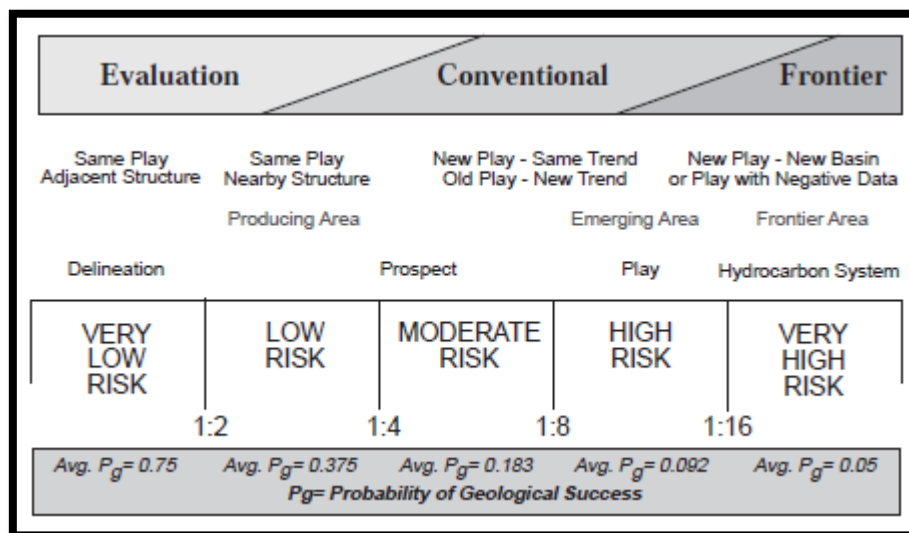 Evaluation Conventional Frontier
Same Play Same Play New Play - Same Trend New Play - New Basin
Adjacent Structure Nearby Structure Old Play - New Trend or Play with Negative Data
Producing Area Emerging Area Frontier Area
Delineation Prospect Play Hydrocarbon System
VERY LOW MODERATE HIGH VERY
LOW RISK RISK RISK HIGH
RISK RISK
1:2 1:4 1:8 1:16
Avg. Pg= 0.75 Avg. Pg= 0.375 Avg. Pg= 0.183 Avg. Pg= 0.092 Avg. Pg= 0.05
Pg= Probability of Geological Success